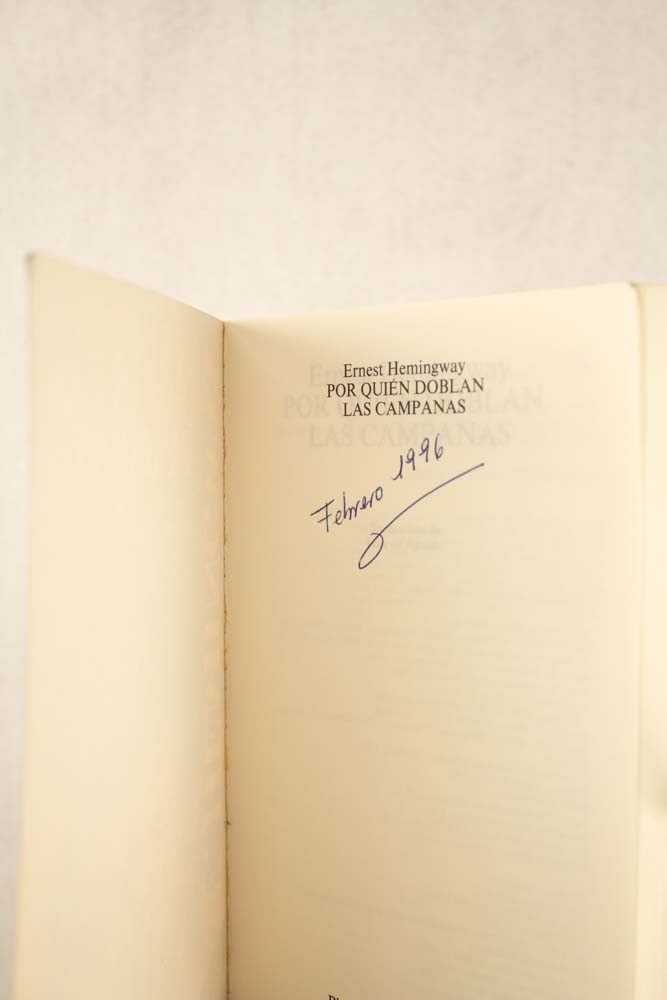 Ernest Hemingway
POR QUIÉN DOBLAN
LAS CAMPANAS
Febrero 1996